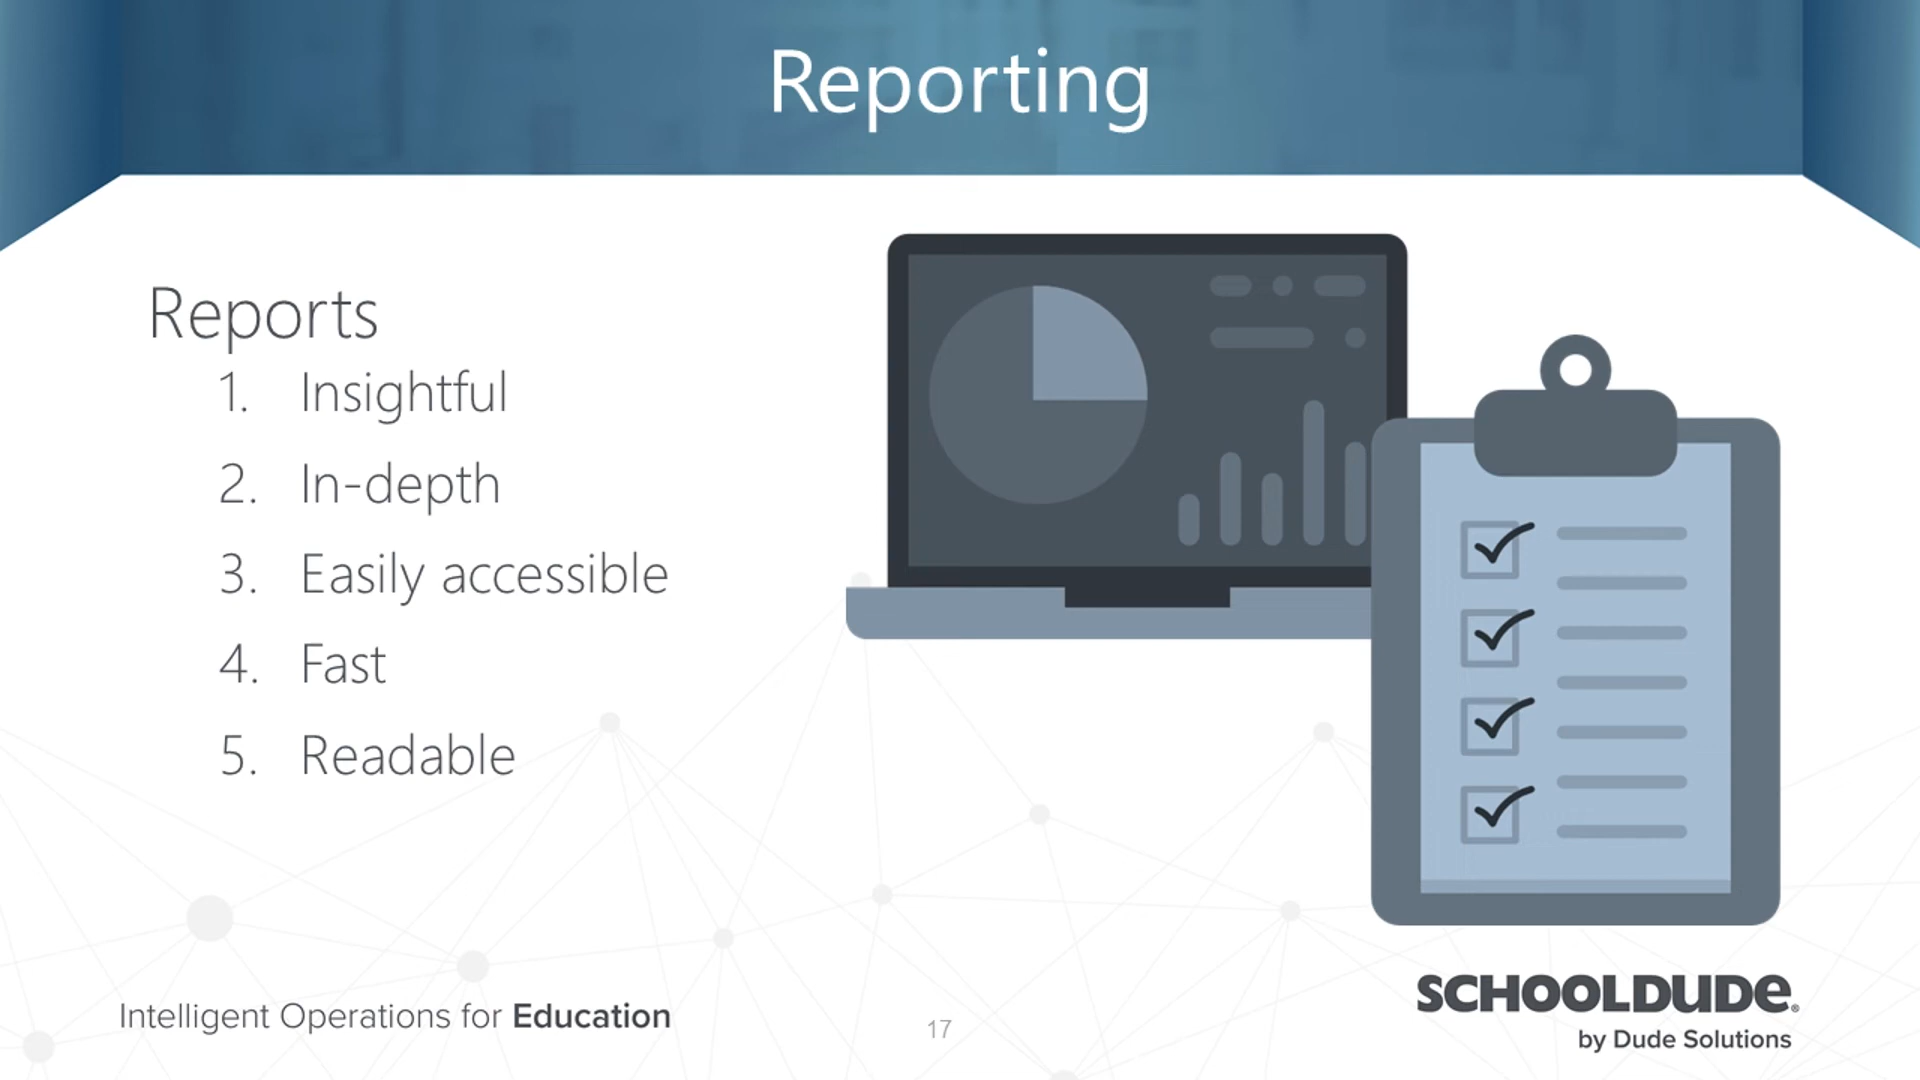 Reporting
Reports
1. Insightful
2. In-depth
3. Easily accessible
4. Fast
5. Readable
Intelligent Operations for Education
17
SCHOOLDUDe®
by Dude Solutions